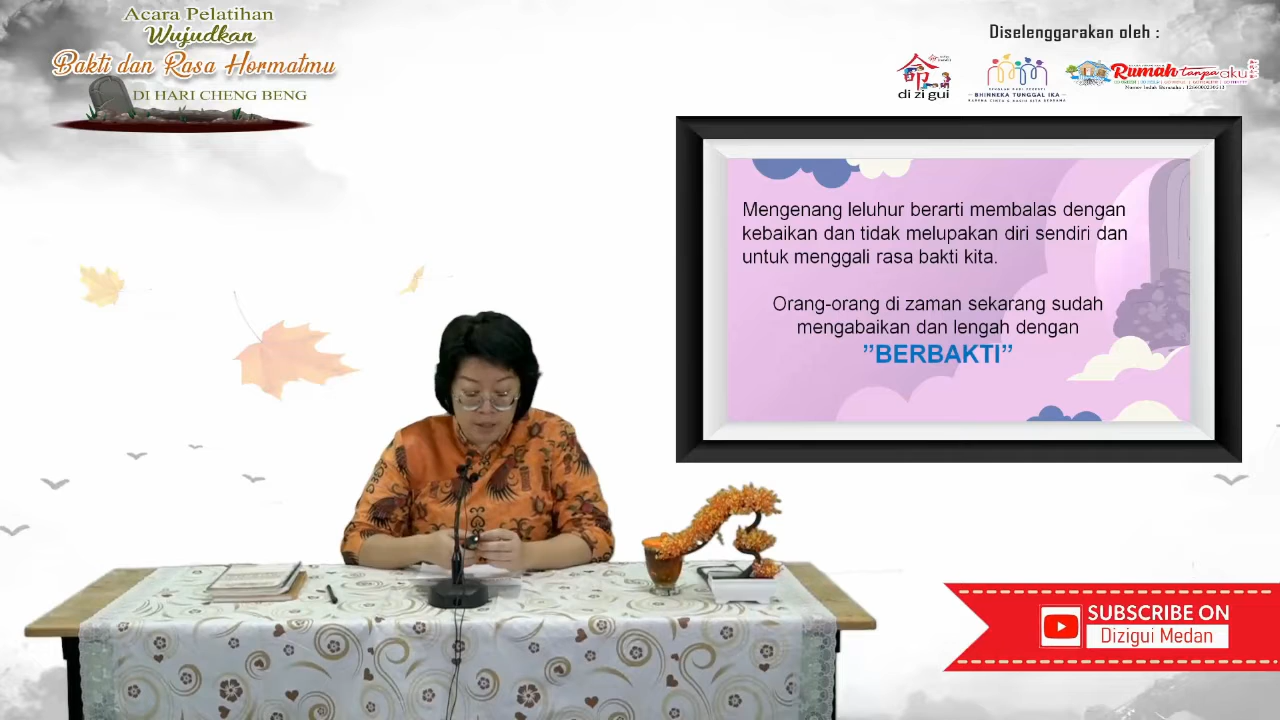 Acara Pelatihan
Wujudkan
Bakti dan Rasa Hormatmu
DI HARI CHENG BENG
Diselenggarakan oleh :
di zi gui
BHINNEKA TUNGGAL IKA
Rumah tanpa aku
Mengenang leluhur berarti membalas dengan
kebaikan dan tidak melupakan diri sendiri dan
untuk menggali rasa bakti kita.
Orang-orang di zaman sekarang sudah
mengabaikan dan lengah dengan
”BERBAKTI”
SUBSCRIBE ON
Dizigui Medan